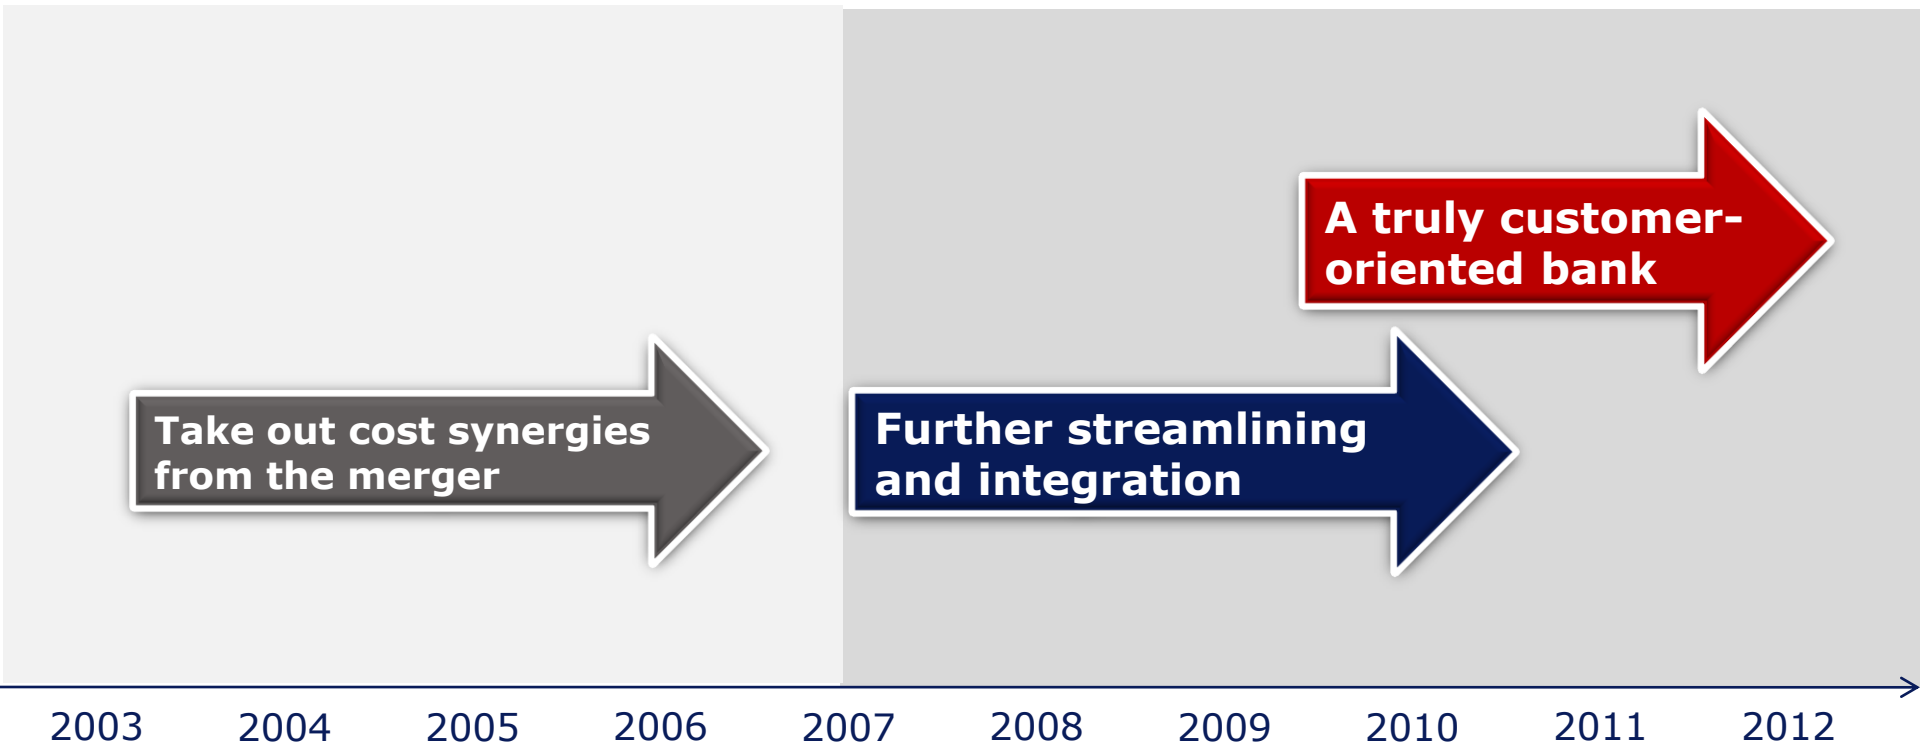 A truly customer-
oriented bank
Take out cost synergies
from the merger
Further streamlining
and integration
2003 2004 2005 2006 2007 2008 2009 2010 2011 2012